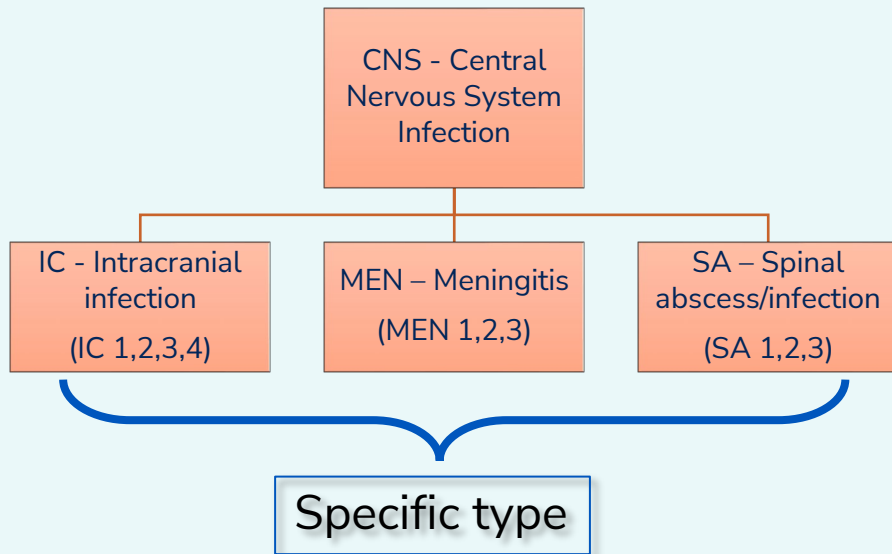 CNS - Central
Nervous System
Infection
IC - Intracranial
infection
(IC 1,2,3,4)
MEN – Meningitis
(MEN 1,2,3)
SA – Spinal
abscess/infection
(SA 1,2,3)
Specific type